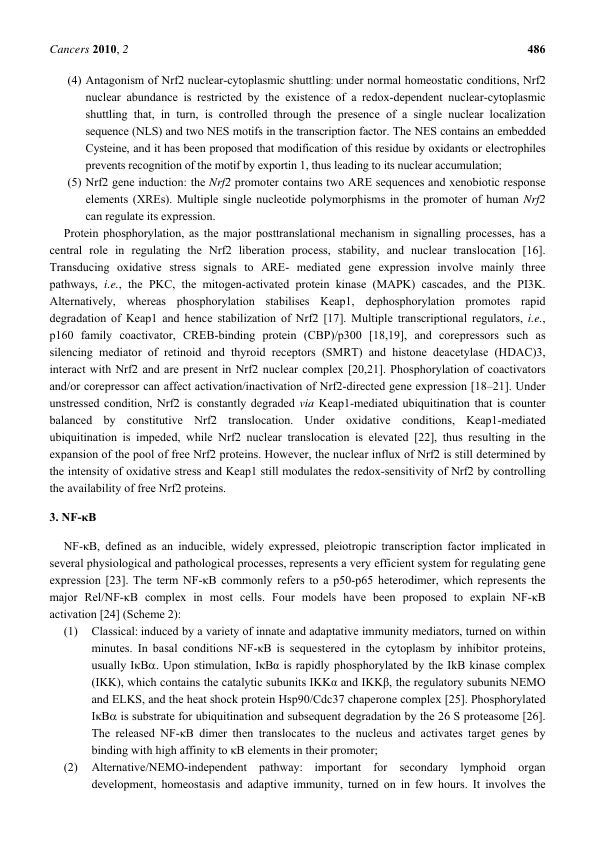 Cancers 2010, 2 486
(4) Antagonism of Nrf2 nuclear-cytoplasmic shuttling: under normal homeostatic conditions, Nrf2
nuclear abundance is restricted by the existence of a redox-dependent nuclear-cytoplasmic
shuttling that, in turn, is controlled through the presence of a single nuclear localization
sequence (NLS) and two NES motifs in the transcription factor. The NES contains an embedded
Cysteine, and it has been proposed that modification of this residue by oxidants or electrophiles
prevents recognition of the motif by exportin 1, thus leading to its nuclear accumulation;
(5) Nrf2 gene induction: the Nrf2 promoter contains two ARE sequences and xenobiotic response
elements (XREs). Multiple single nucleotide polymorphisms in the promoter of human Nrf2
can regulate its expression.
Protein phosphorylation, as the major posttranslational mechanism in signalling processes, has a
central role in regulating the Nrf2 liberation process, stability, and nuclear translocation [16].
Transducing oxidative stress signals to ARE- mediated gene expression involve mainly three
pathways, i.e., the PKC, the mitogen-activated protein kinase (MAPK) cascades, and the PI3K.
Alternatively, whereas phosphorylation stabilises Keap1, dephosphorylation promotes rapid
degradation of Keap1 and hence stabilization of Nrf2 [17]. Multiple transcriptional regulators, i.e.,
p160 family coactivator, CREB-binding protein (CBP)/p300 [18,19], and corepressors such as
silencing mediator of retinoid and thyroid receptors (SMRT) and histone deacetylase (HDAC)3,
interact with Nrf2 and are present in Nrf2 nuclear complex [20,21]. Phosphorylation of coactivators
and/or corepressor can affect activation/inactivation of Nrf2-directed gene expression [18–21]. Under
unstressed condition, Nrf2 is constantly degraded via Keap1-mediated ubiquitination that is counter
balanced by constitutive Nrf2 translocation. Under oxidative conditions, Keap1-mediated
ubiquitination is impeded, while Nrf2 nuclear translocation is elevated [22], thus resulting in the
expansion of the pool of free Nrf2 proteins. However, the nuclear influx of Nrf2 is still determined by
the intensity of oxidative stress and Keap1 still modulates the redox-sensitivity of Nrf2 by controlling
the availability of free Nrf2 proteins.
3. NF-κB
NF-κB, defined as an inducible, widely expressed, pleiotropic transcription factor implicated in
several physiological and pathological processes, represents a very efficient system for regulating gene
expression [23]. The term NF-κB commonly refers to a p50-p65 heterodimer, which represents the
major Rel/NF-κB complex in most cells. Four models have been proposed to explain NF-κB
activation [24] (Scheme 2):
(1) Classical: induced by a variety of innate and adaptative immunity mediators, turned on within
minutes. In basal conditions NF-κB is sequestered in the cytoplasm by inhibitor proteins,
usually IκBα. Upon stimulation, IκBα is rapidly phosphorylated by the IkB kinase complex
(IKK), which contains the catalytic subunits IKKα and IKKβ, the regulatory subunits NEMO
and ELKS, and the heat shock protein Hsp90/Cdc37 chaperone complex [25]. Phosphorylated
IκBα is substrate for ubiquitination and subsequent degradation by the 26 S proteasome [26].
The released NF-κB dimer then translocates to the nucleus and activates target genes by
binding with high affinity to κB elements in their promoter;
(2) Alternative/NEMO-independent pathway: important for secondary lymphoid organ
development, homeostasis and adaptive immunity, turned on in few hours. It involves the